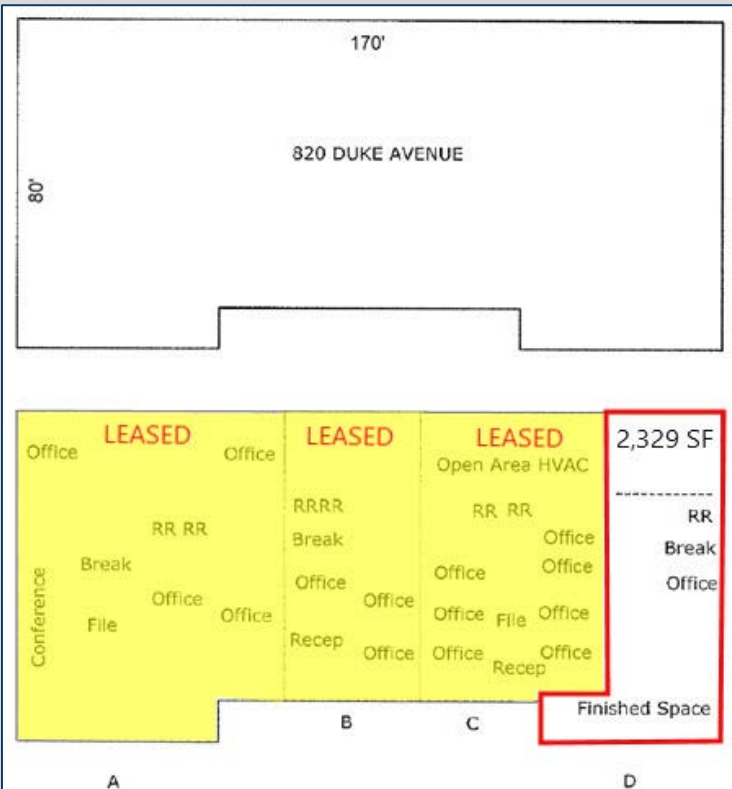 170'
820 DUKE AVENUE
80'
LEASED
Office
Office
RR RR
Break
Office
Office
File
Conference
A
LEASED
RRRR
Break
Office
Office
Recep
Office
B
LEASED
Open Area HVAC
RR RR
Office
Office
Office
Office File Office
Office
Office
Recep
C
2,329 SF
RR
Break
Office
Finished Space
D